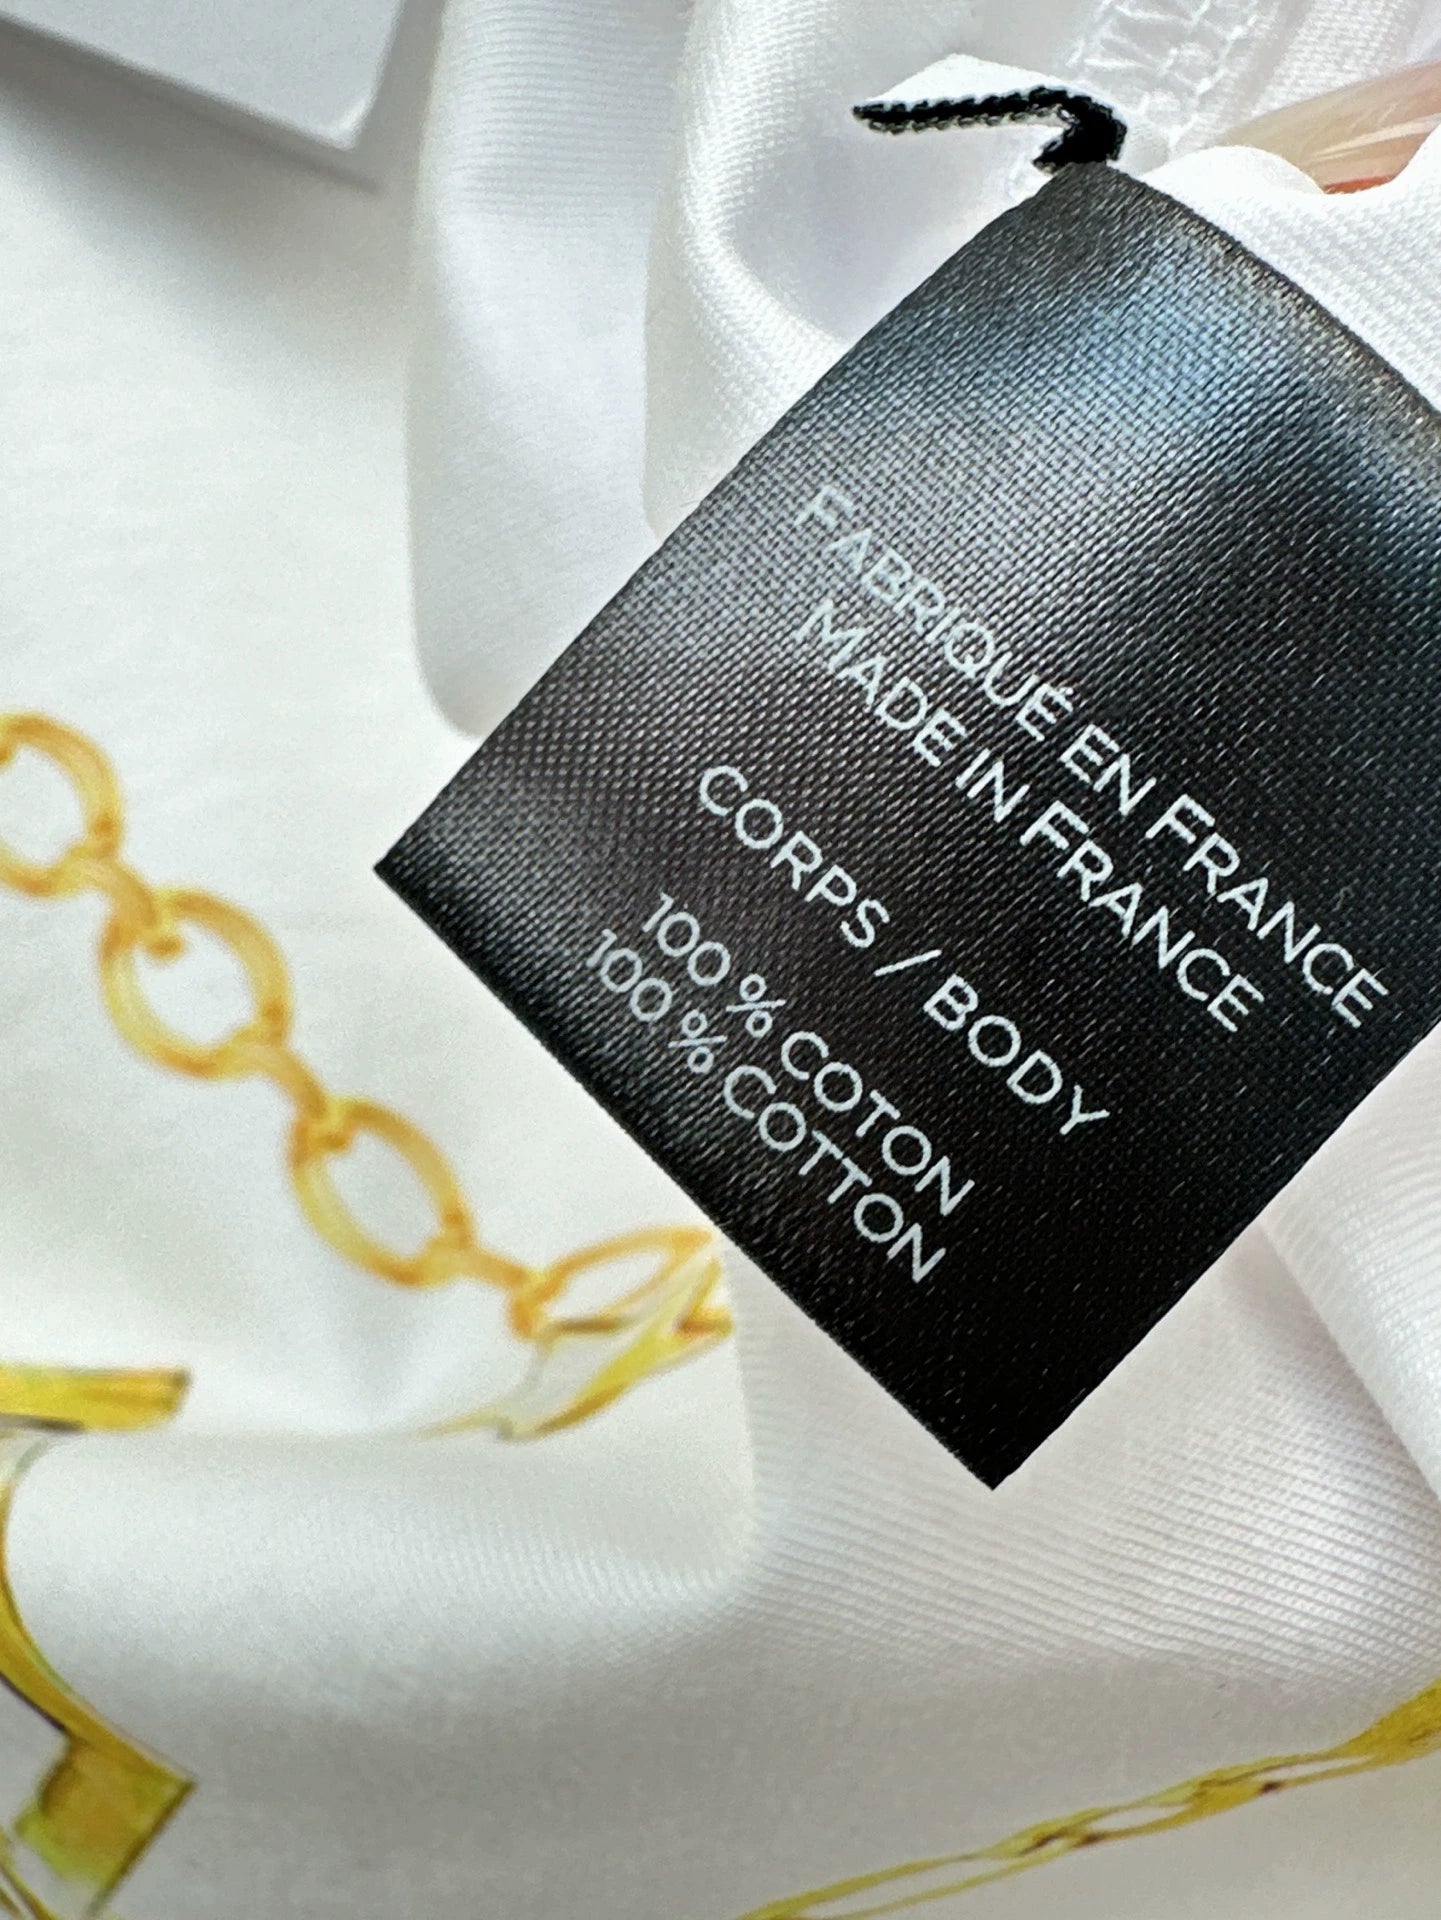 FABRIQUÉ EN FRANCE
MADE IN FRANCE
CORPS / BODY
100 % COTON
100 % COTTON